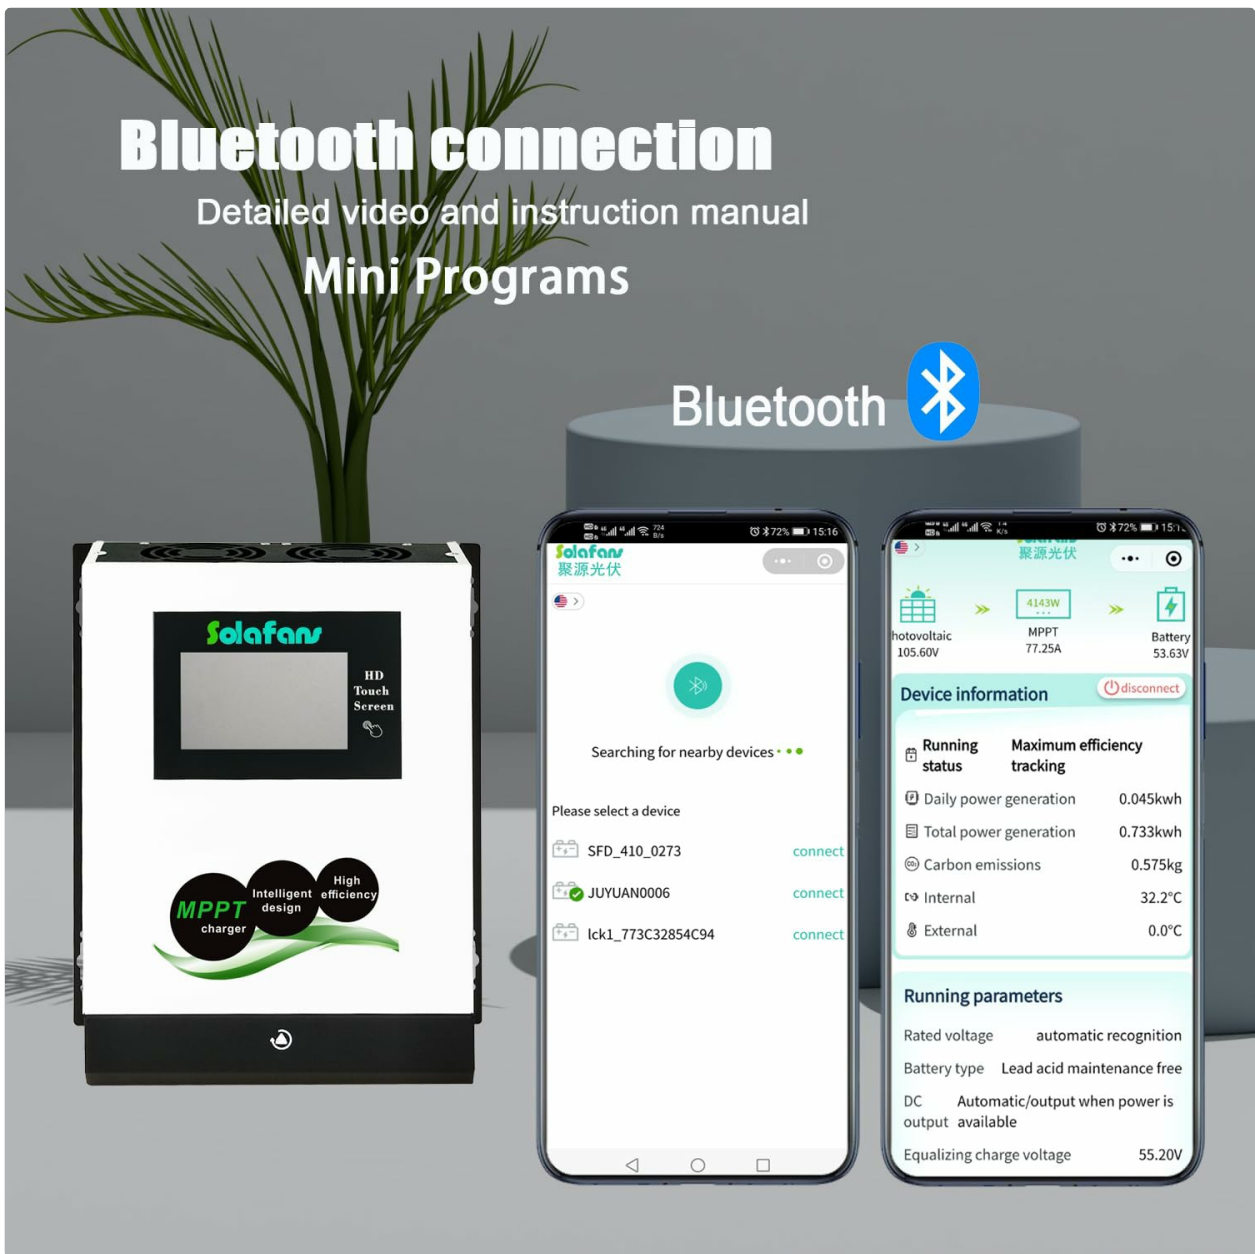 Bluetooth connection
Detailed video and instruction manual
Mini Programs
Bluetooth
Solafans
HD
Touch
Screen
MPPT
charger
Intelligent
design
High
efficiency
724
B/s
72% 15:16
Solafans
聚源光伏
Searching for nearby devices
Please select a device
SFD_410_0273 connect
JUYUAN0006 connect
lck1_773C32854C94 connect
K/s
72%
聚源光伏
4143W
hotovoltaic
105.60V
MPPT
77.25A
Battery
53.63V
Device information
disconnect
Running
status
Maximum efficiency
tracking
Daily power generation 0.045kwh
Total power generation 0.733kwh
Carbon emissions 0.575kg
Internal 32.2°C
External 0.0°C
Running parameters
Rated voltage automatic recognition
Battery type Lead acid maintenance free
DC
output
Automatic/output when power is
available
Equalizing charge voltage 55.20V